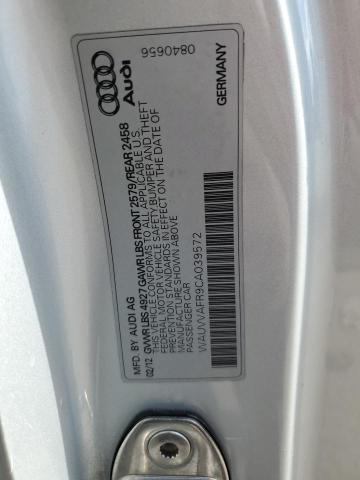 Audi
0840656
GERMANY
MFD. BY AUDI AG
02/12 GVWR LBS 4927 GAWR LBS FRONT 2579/REAR 2458
THIS VEHICLE CONFORMS TO ALL APPLICABLE U.S.
FEDERAL MOTOR VEHICLE SAFETY BUMPER AND THEFT
PREVENTION STANDARDS IN EFFECT ON THE DATE OF
MANUFACTURE SHOWN ABOVE
PASSENGER CAR
WAUVVAFR9CA039572